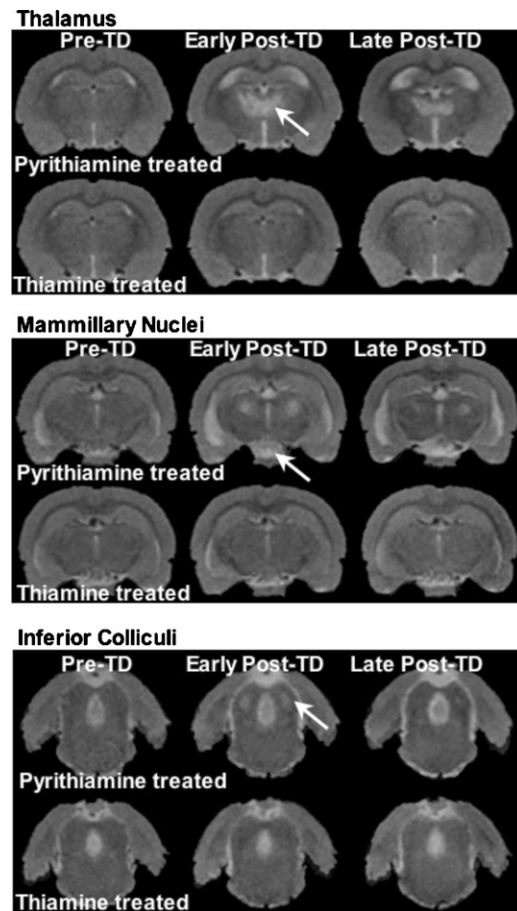 Thalamus
Pre-TD Early Post-TD Late Post-TD
Pyrithiamine treated
Thiamine treated
Mammillary Nuclei
Pre-TD Early Post-TD Late Post-TD
Pyrithiamine treated
Thiamine treated
Inferior Colliculi
Pre-TD Early Post-TD Late Post-TD
Pyrithiamine treated
Thiamine treated